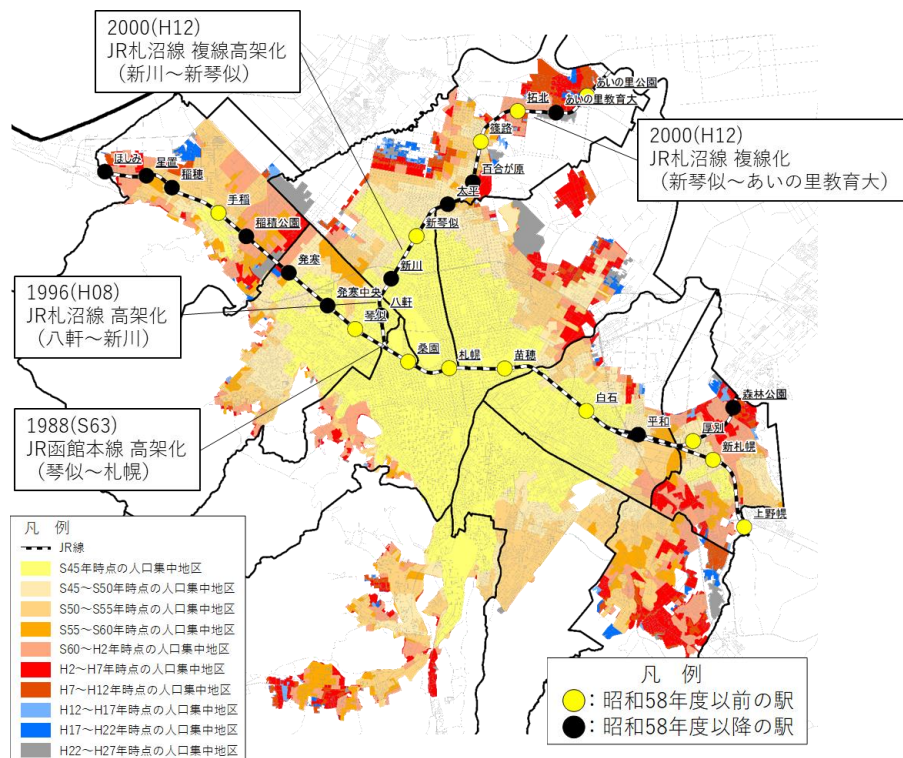 2000(H12)
JR札沼線 複線高架化
（新川～新琴似）
あいの里公園
拓北
あいの里教育大
篠路
2000(H12)
JR札沼線 複線化
（新琴似～あいの里教育大）
百合が原
ほしみ
星置
稲穂
太平
手稲
新琴似
稲積公園
発寒
新川
1996(H08)
JR札沼線 高架化
（八軒～新川）
発寒中央
八軒
琴似
桑園
札幌
苗穂
白石
森林公園
平和
厚別
新札幌
1988(S63)
JR函館本線 高架化
（琴似～札幌）
上野幌
凡 例
JR線
S45年時点の人口集中地区
S45～S50年時点の人口集中地区
S50～S55年時点の人口集中地区
S55～S60年時点の人口集中地区
S60～H2年時点の人口集中地区
H2～H7年時点の人口集中地区
H7～H12年時点の人口集中地区
H12～H17年時点の人口集中地区
H17～H22年時点の人口集中地区
H22～H27年時点の人口集中地区
凡 例
：昭和58年度以前の駅
：昭和58年度以降の駅